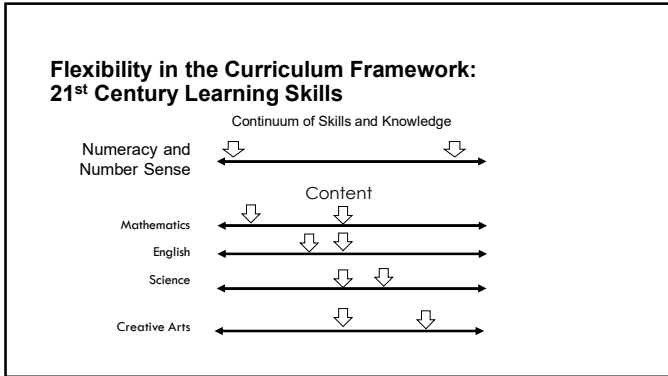 Flexibility in the Curriculum Framework:
21st Century Learning Skills
Continuum of Skills and Knowledge
Numeracy and
Number Sense
Content
Mathematics
English
Science
Creative Arts